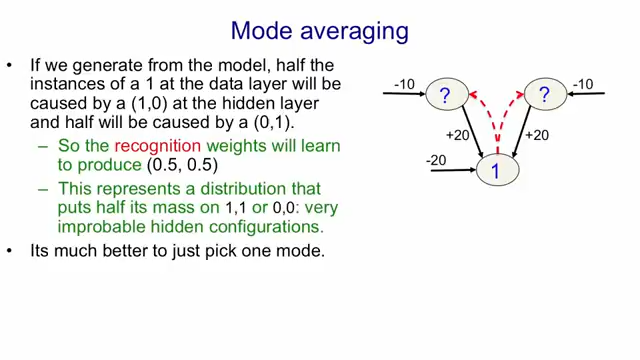 Mode averaging
• If we generate from the model, half the
instances of a 1 at the data layer will be
caused by a (1,0) at the hidden layer
and half will be caused by a (0,1).
– So the recognition weights will learn
to produce (0.5, 0.5)
– This represents a distribution that
puts half its mass on 1,1 or 0,0: very
improbable hidden configurations.
• Its much better to just pick one mode.
-10
?
?
-10
+20
+20
-20
1